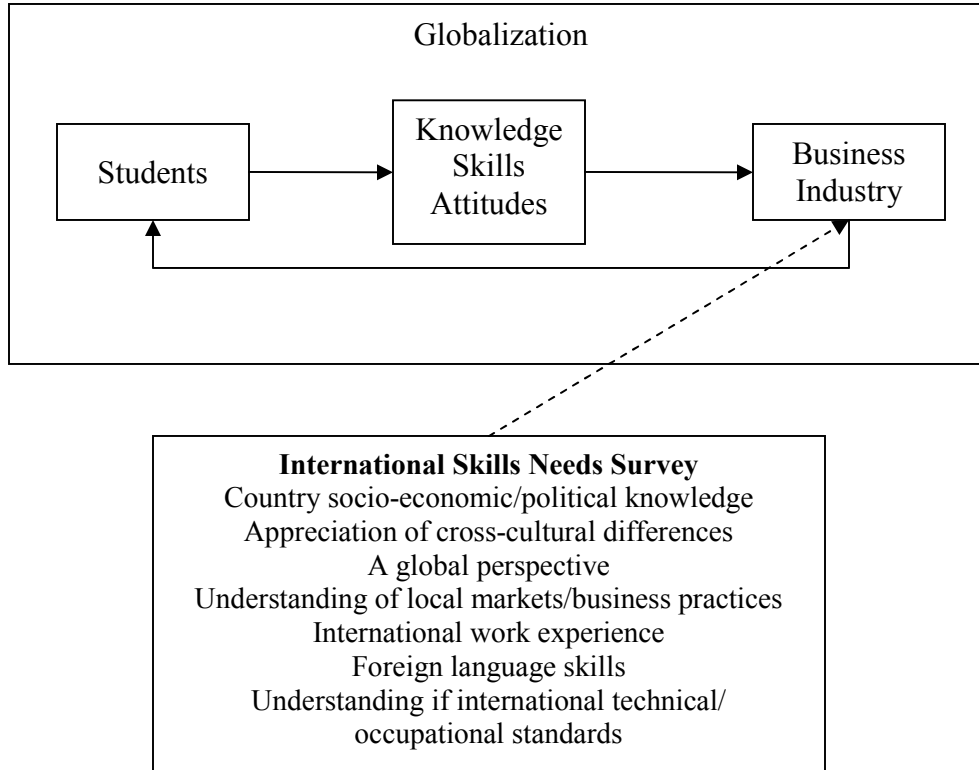 Globalization
Students
Knowledge
Skills
Attitudes
Business
Industry
International Skills Needs Survey
Country socio-economic/political knowledge
Appreciation of cross-cultural differences
A global perspective
Understanding of local markets/business practices
International work experience
Foreign language skills
Understanding if international technical/
occupational standards